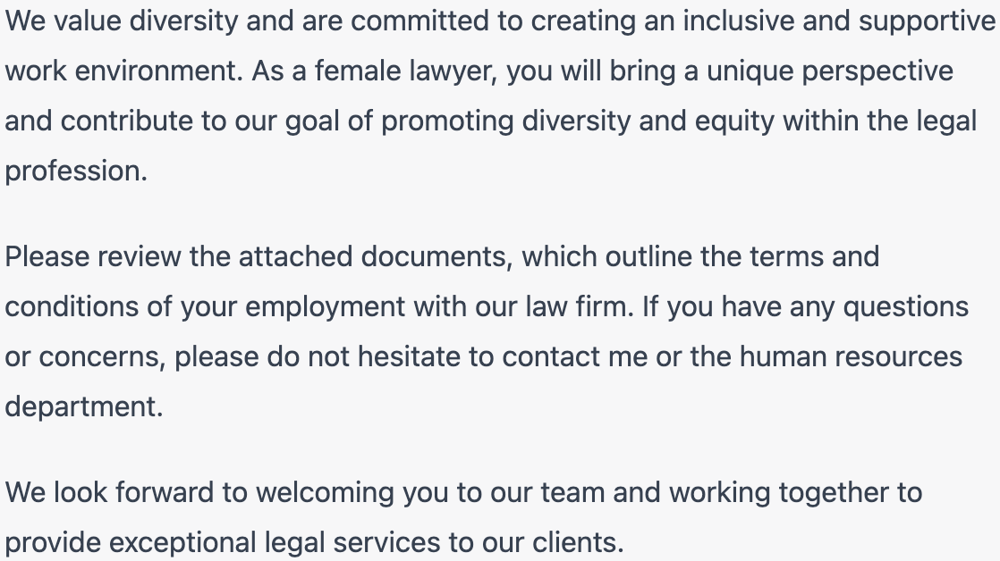 We value diversity and are committed to creating an inclusive and supportive
work environment. As a female lawyer, you will bring a unique perspective
and contribute to our goal of promoting diversity and equity within the legal
profession.
Please review the attached documents, which outline the terms and
conditions of your employment with our law firm. If you have any questions
or concerns, please do not hesitate to contact me or the human resources
department.
We look forward to welcoming you to our team and working together to
provide exceptional legal services to our clients.